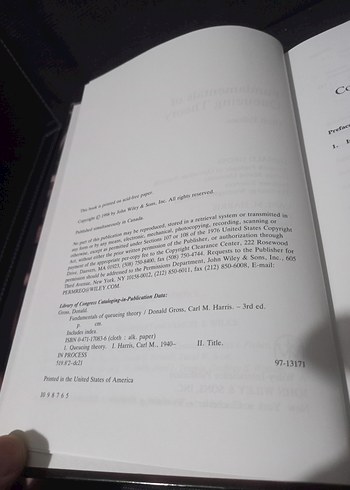 This book is printed on acid-free paper.
Copyright © 1998 by John Wiley & Sons, Inc. All rights reserved.
Published simultaneously in Canada.
No part of this publication may be reproduced, stored in a retrieval system or transmitted in
any form or by any means, electronic, mechanical, photocopying, recording, scanning or
otherwise, except as permitted under Sections 107 or 108 of the 1976 United States Copyright
Act, without either the prior written permission of the Publisher, or authorization through
payment of the appropriate per-copy fee to the Copyright Clearance Center, 222 Rosewood
Drive, Danvers, MA 01923, (508) 750-8400, fax (508) 750-4744. Requests to the Publisher for
permission should be addressed to the Permissions Department, John Wiley & Sons, Inc., 605
Third Avenue, New York, NY 10158-0012, (212) 850-6011, fax (212) 850-6008, E-mail:
PERMREQ@WILEY.COM
Library of Congress Cataloging-in-Publication Data:
Gross, Donald.
Fundamentals of queueing theory / Donald Gross, Carl M. Harris. – 3rd ed.
p cm.
Includes index.
ISBN 0-471-17083-6 (cloth : alk. paper)
1. Queueing theory. I. Harris, Carl M., 1940– II. Title.
IN PROCESS
519.8'2–dc21 97-13171
Printed in the United States of America
10 9 8 7 6 5
Co
Preface
1.